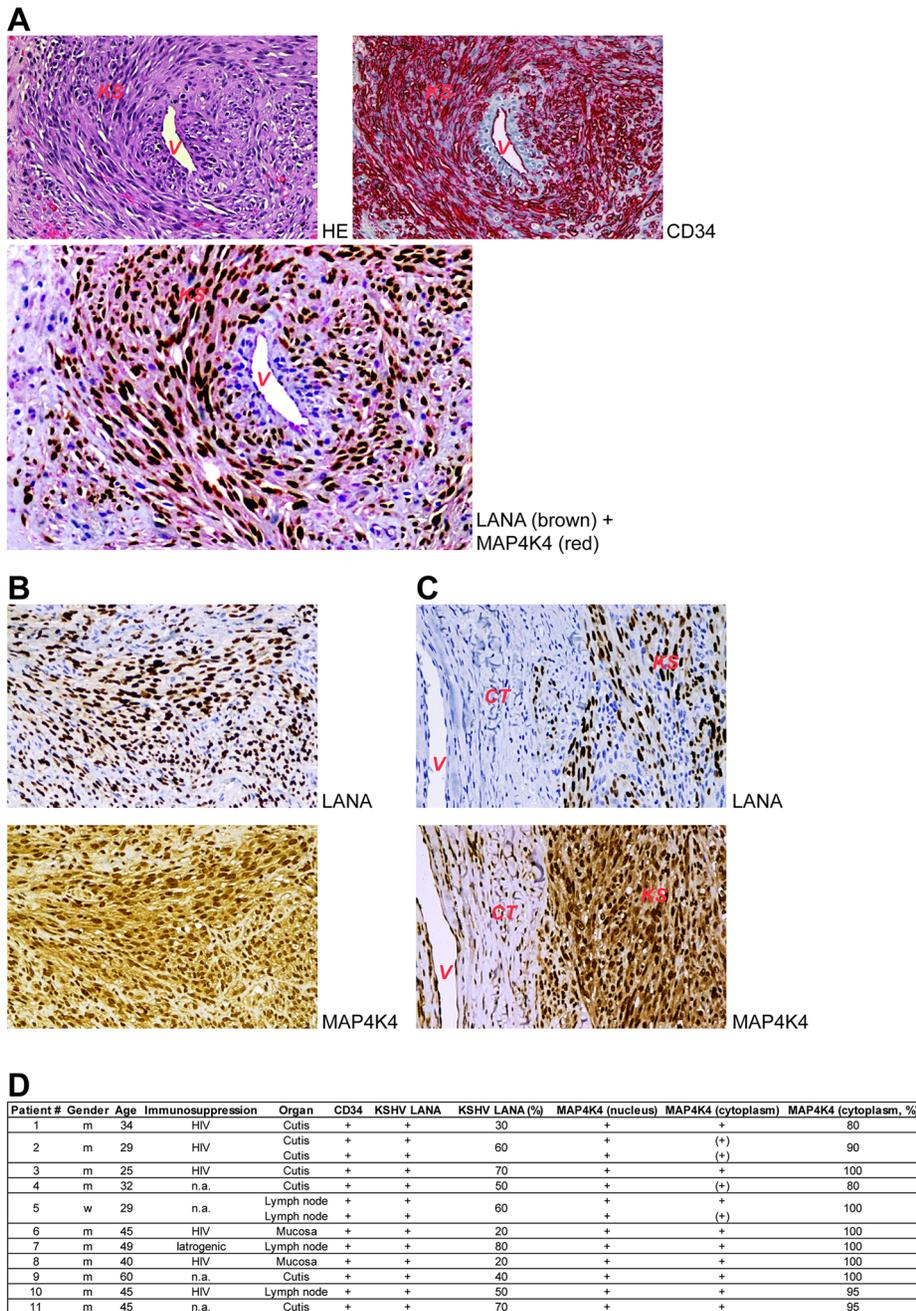 A
KS
V
HE
KS
V
CD34
KS
V
LANA (brown) +
MAP4K4 (red)
B
C
LANA
KS
CT
V
LANA
MAP4K4
KS
CT
V
MAP4K4
D
Patient # Gender Age Immunosuppression Organ CD34 KSHV LANA KSHV LANA (%) MAP4K4 (nucleus) MAP4K4 (cytoplasm) MAP4K4 (cytoplasm, %)
1 m 34 HIV Cutis + + 30 + + 80
2 m 29 HIV Cutis + + 60 + (+) 90
Cutis + + + (+)
3 m 25 HIV Cutis + + 70 + + 100
4 m 32 n.a. Cutis + + 50 + (+) 80
5 w 29 n.a. Lymph node + + 60 + + 100
Lymph node + + + (+)
6 m 45 HIV Mucosa + + 20 + + 100
7 m 49 Iatrogenic Lymph node + + 80 + + 100
8 m 40 HIV Mucosa + + 20 + + 100
9 m 60 n.a. Cutis + + 40 + + 100
10 m 45 HIV Lymph node + + 50 + + 95
11 m 45 n.a. Cutis + + 70 + + 95